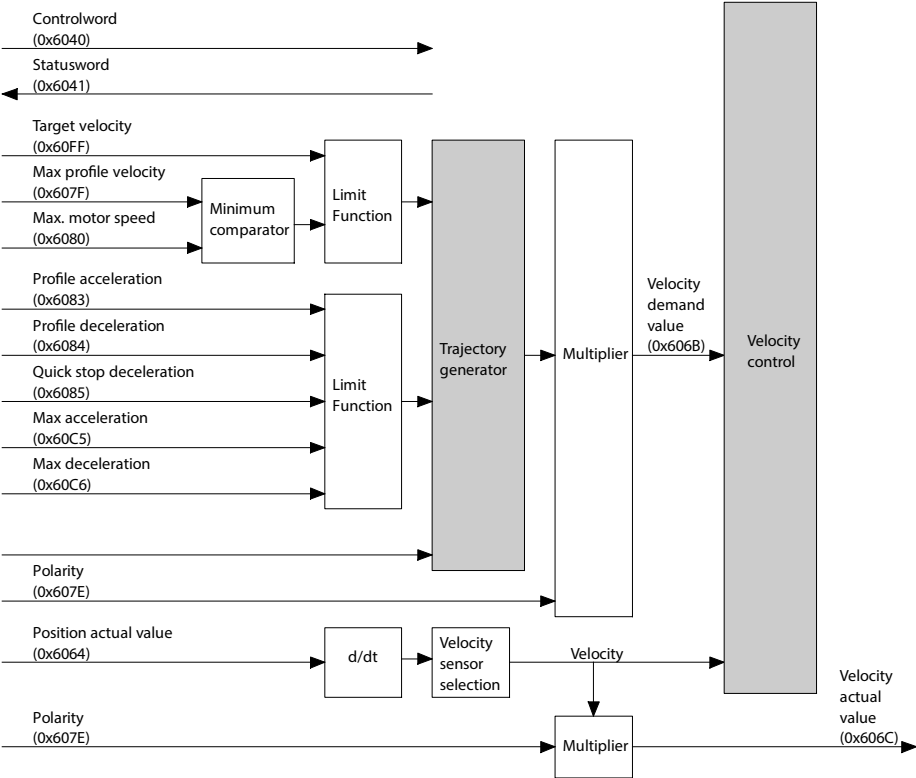 Controlword
(0x6040)
Statusword
(0x6041)
Target velocity
(0x60FF)
Max profile velocity
(0x607F)
Max. motor speed
(0x6080)
Minimum
comparator
Limit
Function
Profile acceleration
(0x6083)
Profile deceleration
(0x6084)
Quick stop deceleration
(0x6085)
Max acceleration
(0x60C5)
Max deceleration
(0x60C6)
Limit
Function
Trajectory
generator
Multiplier
Velocity
demand
value
(0x606B)
Velocity
control
Polarity
(0x607E)
Position actual value
(0x6064)
d/dt
Velocity
sensor
selection
Velocity
Polarity
(0x607E)
Multiplier
Velocity
actual
value
(0x606C)